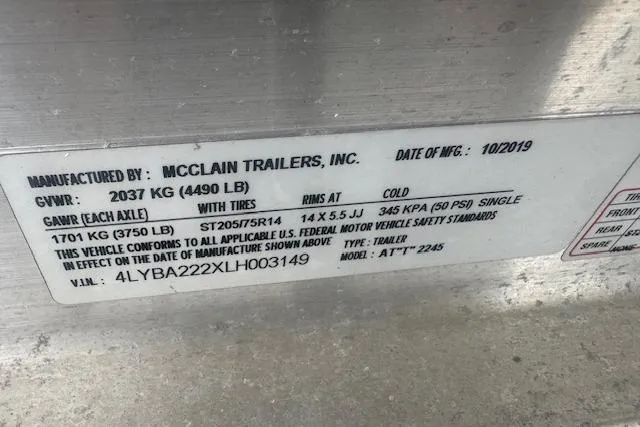 MANUFACTURED BY: MCCLAIN TRAILERS, INC. DATE OF MFG.: 10/2019
GVWR: 2037 KG (4490 LB)
GAWR (EACH AXLE) WITH TIRES RIMS AT COLD
1701 KG (3750 LB) ST205/75R14 14 X 5.5 JJ 345 KPA (50 PSI) SINGLE
THIS VEHICLE CONFORMS TO ALL APPLICABLE U.S. FEDERAL MOTOR VEHICLE SAFETY STANDARDS
IN EFFECT ON THE DATE OF MANUFACTURE SHOWN ABOVE TYPE: TRAILER
V.I.N.: 4LYBA222XLH003149 MODEL: AT"T" 2245
FRONT
REAR
SPARE NONE